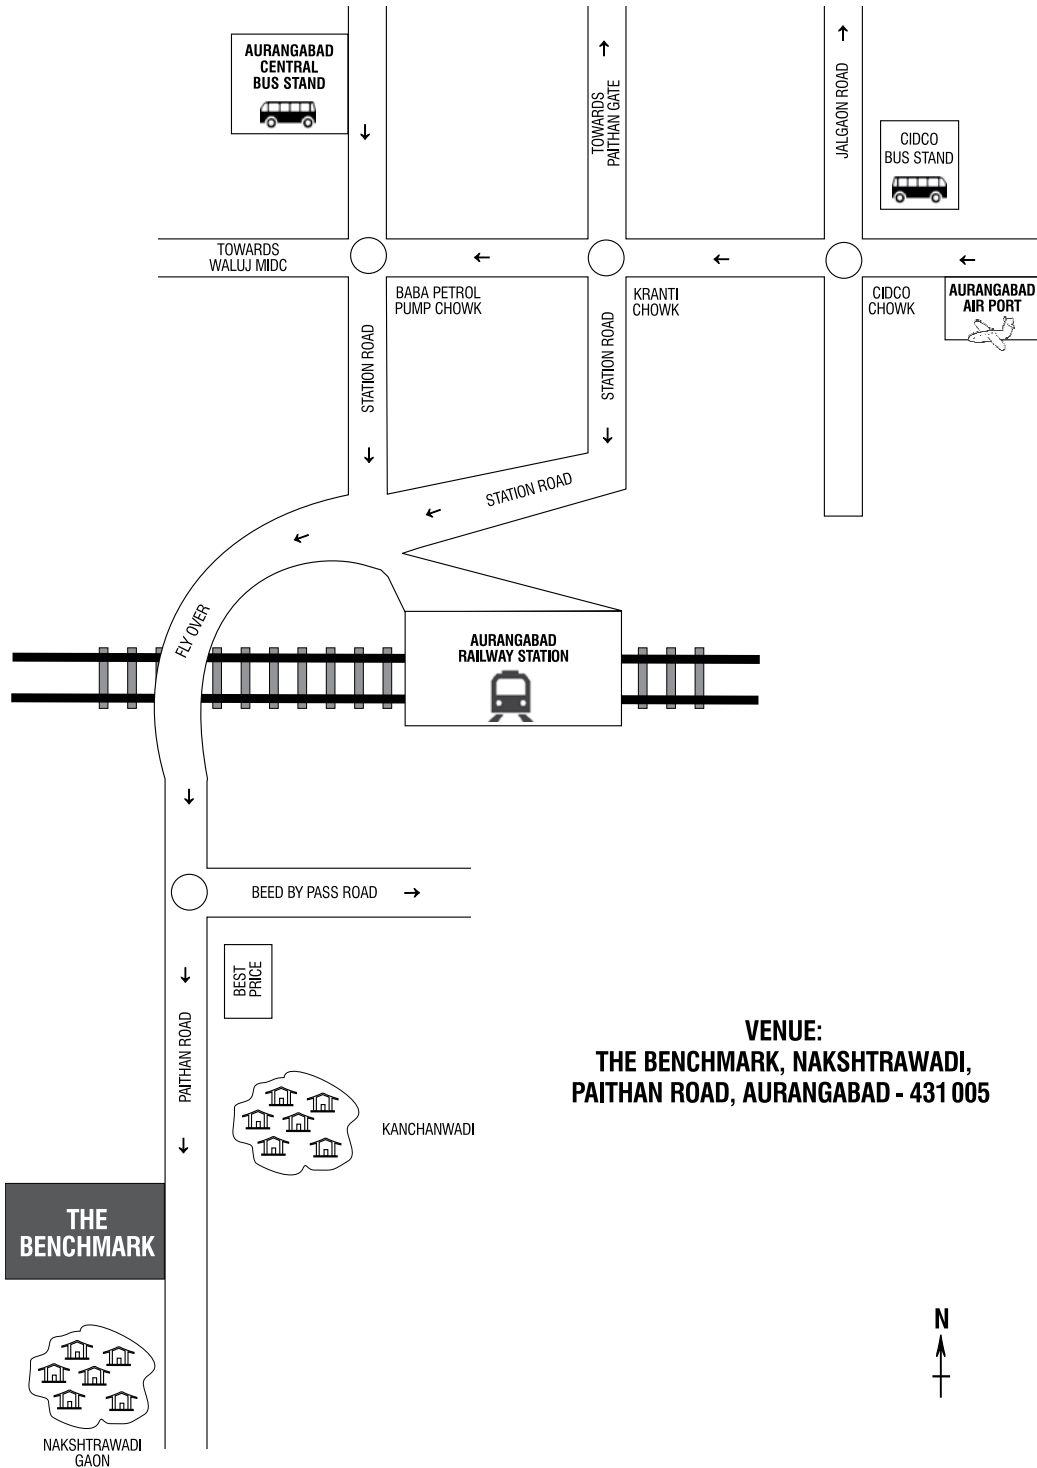 AURANGABAD
CENTRAL
BUS STAND
TOWARDS
PAITHAN GATE
JALGAON ROAD
CIDCO
BUS STAND
TOWARDS
WALUJ MIDC
BABA PETROL
PUMP CHOWK
KRANTI
CHOWK
CIDCO
CHOWK
AURANGABAD
AIR PORT
STATION ROAD
STATION ROAD
STATION ROAD
FLY OVER
AURANGABAD
RAILWAY STATION
BEED BY PASS ROAD
BEST
PRICE
PAITHAN ROAD
VENUE:
THE BENCHMARK, NAKSHTRAWADI,
PAITHAN ROAD, AURANGABAD - 431 005
KANCHANWADI
THE
BENCHMARK
N
NAKSHTRAWADI
GAON